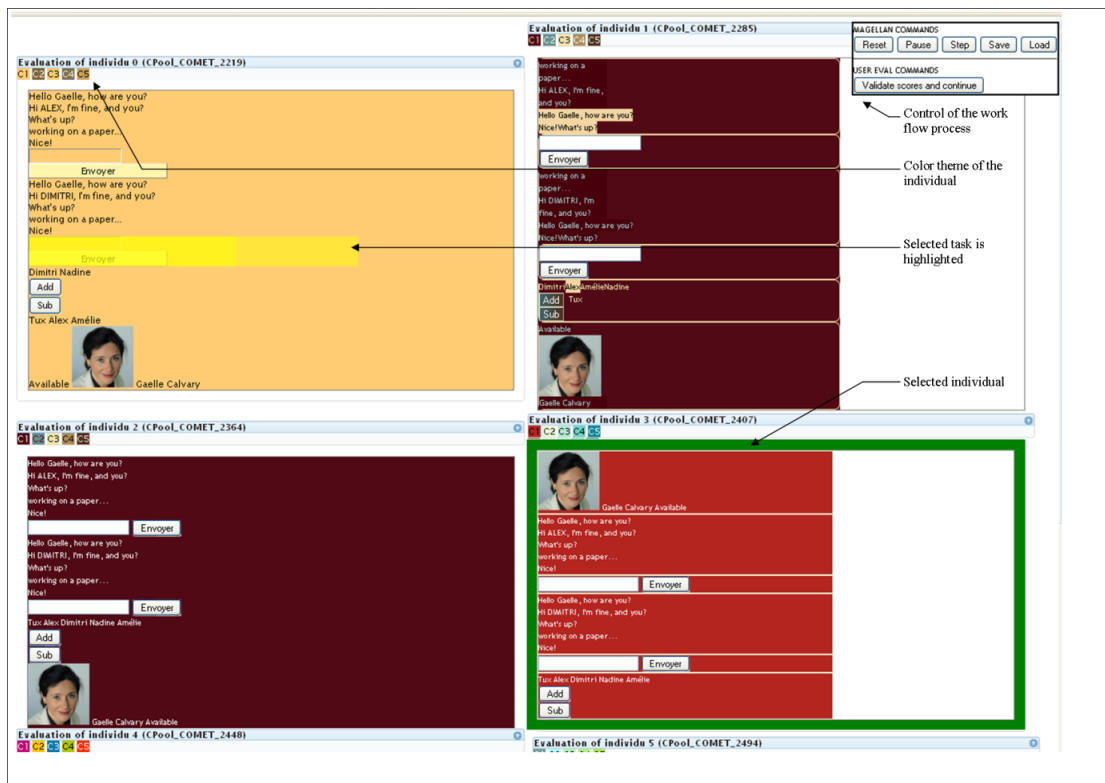 Evaluation of individu 0 (CPool_COMET_2219)
C1 C2 C3 C4 C5
Hello Gaelle, how are you?
Hi ALEX, I'm fine, and you?
What's up?
working on a paper...
Nice!
Envoyer
Hello Gaelle, how are you?
Hi DIMITRI, I'm fine, and you?
What's up?
working on a paper...
Nice!
Envoyer
Dimitri Nadine
Add
Sub
Tux Alex Amélie
Available Gaelle Calvary
Evaluation of individu 1 (CPool_COMET_2285)
C1 C2 C3 C4 C5
working on a
paper...
Hi ALEX, I'm fine,
and you?
Hello Gaelle, how are you?
Nice!What's up?
Envoyer
working on a
paper...
Hi DIMITRI, I'm
fine, and you?
Hello Gaelle, how are you?
Nice!What's up?
Envoyer
DimitriAlexAmélieNadine
Add Tux
Sub
Available
Gaelle Calvary
MAGELLAN COMMANDS
Reset Pause Step Save Load
USER EVAL COMMANDS
Validate scores and continue
Control of the work
flow process
Color theme of the
individual
Selected task is
highlighted
Selected individual
Evaluation of individu 2 (CPool_COMET_2364)
C1 C2 C3 C4 C5
Hello Gaelle, how are you?
Hi ALEX, I'm fine, and you?
What's up?
working on a paper...
Nice!
Envoyer
Hello Gaelle, how are you?
Hi DIMITRI, I'm fine, and you?
What's up?
working on a paper...
Nice!
Envoyer
Tux Alex Dimitri Nadine Amélie
Add
Sub
Gaelle Calvary Available
Evaluation of individu 3 (CPool_COMET_2407)
C1 C2 C3 C4 C5
Gaelle Calvary Available
Hello Gaelle, how are you?
Hi ALEX, I'm fine, and you?
What's up?
working on a paper...
Nice!
Envoyer
Hello Gaelle, how are you?
Hi DIMITRI, I'm fine, and you?
What's up?
working on a paper...
Nice!
Envoyer
Tux Alex Dimitri Nadine Amélie
Add
Sub
Evaluation of individu 4 (CPool_COMET_2448)
C1 C2 C3 C4 C5
Evaluation of individu 5 (CPool_COMET_2494)